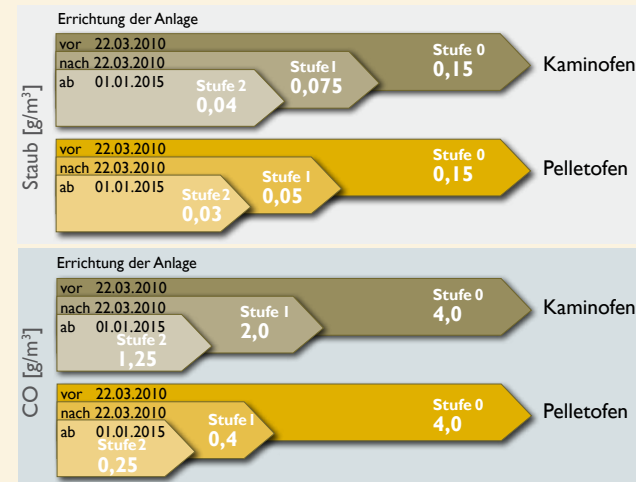 Staub [g/m³]
Errichtung der Anlage
vor 22.03.2010
nach 22.03.2010
ab 01.01.2015
Stufe 2
0,04
Stufe 1
0,075
Stufe 0
0,15
Kaminofen
vor 22.03.2010
nach 22.03.2010
ab 01.01.2015
Stufe 2
0,03
Stufe 1
0,05
Stufe 0
0,15
Pelletofen
CO [g/m³]
Errichtung der Anlage
vor 22.03.2010
nach 22.03.2010
ab 01.01.2015
Stufe 2
1,25
Stufe 1
2,0
Stufe 0
4,0
Kaminofen
vor 22.03.2010
nach 22.03.2010
ab 01.01.2015
Stufe 2
0,25
Stufe 1
0,4
Stufe 0
4,0
Pelletofen